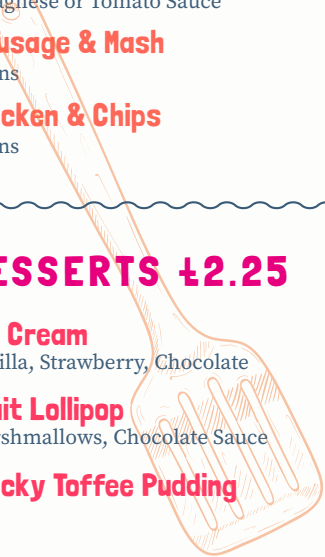 ghese or Tomato Sauce
usage & Mash
ns
cken & Chips
ns
ESSERTS £2.25
Cream
illa, Strawberry, Chocolate
it Lollipop
rshmallows, Chocolate Sauce
cky Toffee Pudding